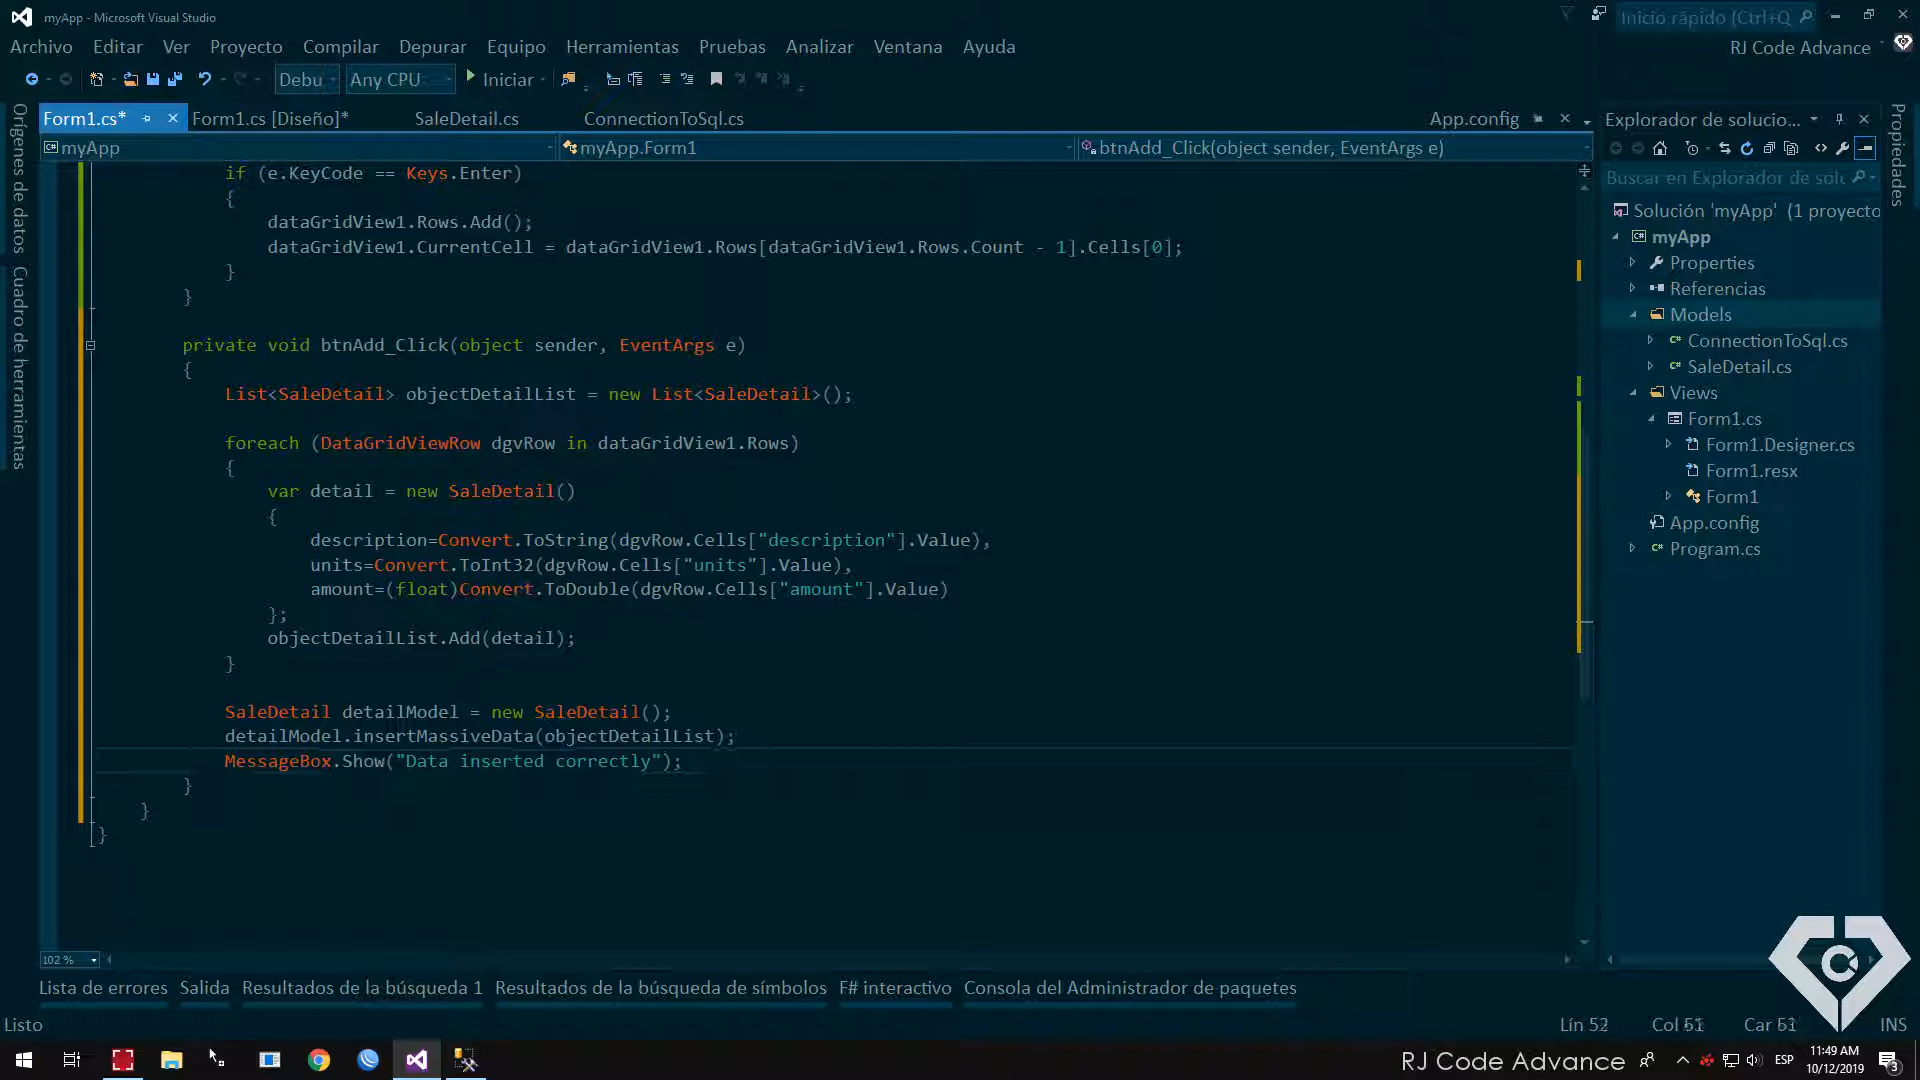 myApp - Microsoft Visual Studio
Inicio rápido (Ctrl+Q
Archivo Editar Ver Proyecto Compilar Depurar Equipo Herramientas Pruebas Analizar Ventana Ayuda
RJ Code Advance
Debu Any CPU Iniciar
Form1.cs* Form1.cs [Diseño]* SaleDetail.cs ConnectionToSql.cs App.config
myApp myApp.Form1 btnAdd_Click(object sender, EventArgs e)
Orígenes de datos
Cuadro de herramientas
if (e.KeyCode == Keys.Enter)
{
dataGridView1.Rows.Add();
dataGridView1.CurrentCell = dataGridView1.Rows[dataGridView1.Rows.Count - 1].Cells[0];
}
}
private void btnAdd_Click(object sender, EventArgs e)
{
List<SaleDetail> objectDetailList = new List<SaleDetail>();
foreach (DataGridViewRow dgvRow in dataGridView1.Rows)
{
var detail = new SaleDetail()
{
description=Convert.ToString(dgvRow.Cells["description"].Value),
units=Convert.ToInt32(dgvRow.Cells["units"].Value),
amount=(float)Convert.ToDouble(dgvRow.Cells["amount"].Value)
};
objectDetailList.Add(detail);
}
SaleDetail detailModel = new SaleDetail();
detailModel.insertMassiveData(objectDetailList);
MessageBox.Show("Data inserted correctly");
}
}
}
102 %
Explorador de solucio...
Buscar en Explorador de solu
Solución 'myApp' (1 proyecto
myApp
Properties
Referencias
Models
ConnectionToSql.cs
SaleDetail.cs
Views
Form1.cs
Form1.Designer.cs
Form1.resx
Form1
App.config
Program.cs
Propiedades
Lista de errores Salida Resultados de la búsqueda 1 Resultados de la búsqueda de símbolos F# interactivo Consola del Administrador de paquetes
Listo Lín 52 Col 51 Car 51 INS
RJ Code Advance ESP 11:49 AM
10/12/2019
3